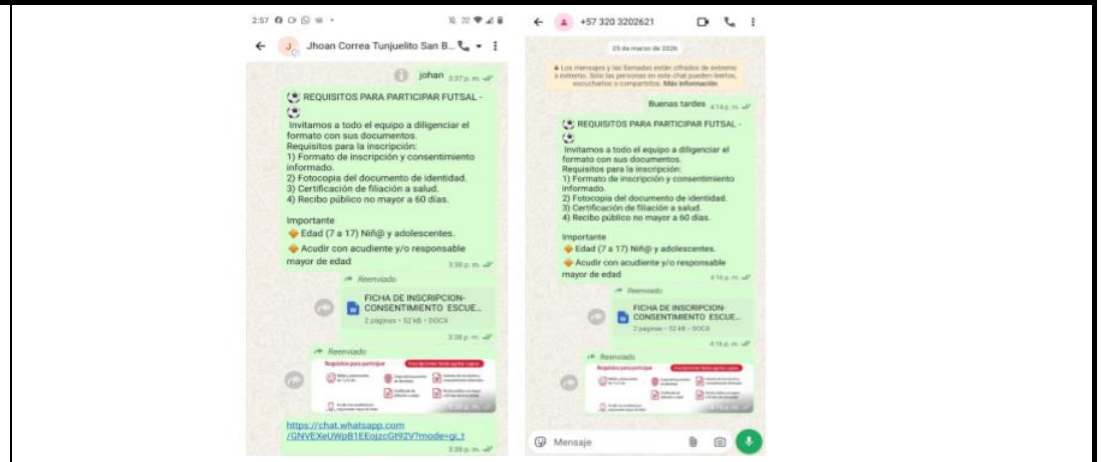 2:57
Jhoan Correa Tunjuelito San B...
johan 3:37 p. m.
REQUISITOS PARA PARTICIPAR FUTSAL -
Invitamos a todo el equipo a diligenciar el
formato con sus documentos.
Requisitos para la inscripción:
1) Formato de inscripción y consentimiento
informado.
2) Fotocopia del documento de identidad.
3) Certificación de filiación a salud.
4) Recibo público no mayor a 60 días.
Importante
Edad (7 a 17) Niñ@ y adolescentes.
Acudir con acudiente y/o responsable
mayor de edad
3:38 p. m.
Reenviado
FICHA DE INSCRIPCION-
CONSENTIMIENTO ESCUE...
2 páginas • 52 kB • DOCX
3:38 p. m.
Reenviado
Requisitos para participar
https://chat.whatsapp.com
/GNVEXeUWpB1EEojzcGt92V?mode=gi_t
3:38 p. m.
+57 320 3202621
25 de marzo de 2026
Los mensajes y las llamadas están cifrados de extremo
a extremo. Solo las personas en este chat pueden leerlos,
escucharlos o compartirlos. Más información
Buenas tardes 4:14 p. m.
REQUISITOS PARA PARTICIPAR FUTSAL -
Invitamos a todo el equipo a diligenciar el
formato con sus documentos.
Requisitos para la inscripción:
1) Formato de inscripción y consentimiento
informado.
2) Fotocopia del documento de identidad.
3) Certificación de filiación a salud.
4) Recibo público no mayor a 60 días.
Importante
Edad (7 a 17) Niñ@ y adolescentes.
Acudir con acudiente y/o responsable
mayor de edad
4:14 p. m.
Reenviado
FICHA DE INSCRIPCION-
CONSENTIMIENTO ESCUE...
2 páginas • 52 kB • DOCX
4:14 p. m.
Reenviado
Requisitos para participar
Mensaje